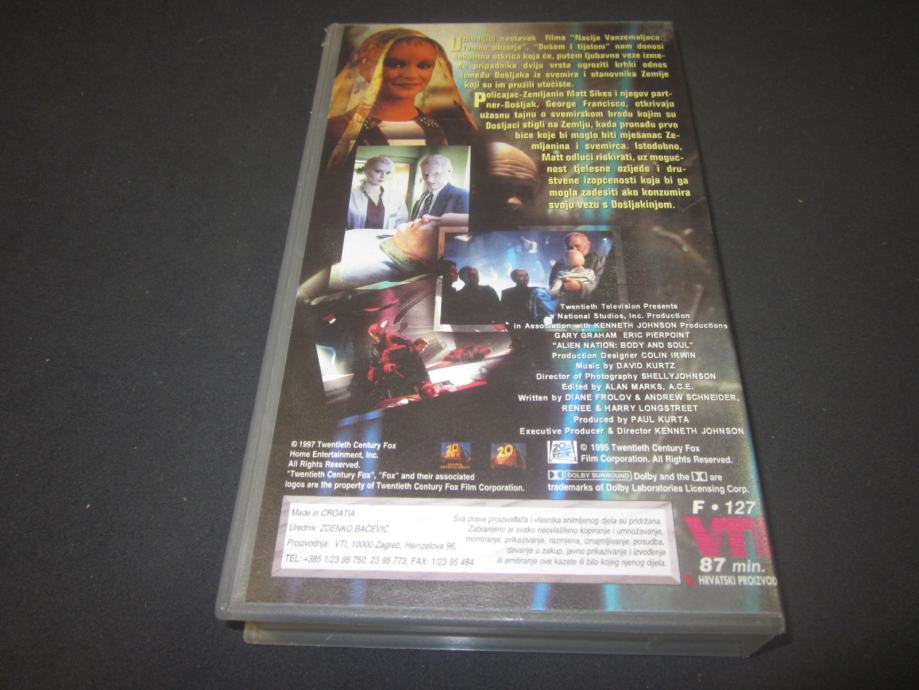 Uzbudljivi nastavak filma "Nacija Vanzemaljaca:
Tamno obzorje", "Dušom i tijelom" nam donosi
šokantna otkrića koja će, putem ljubavne veze izme-
đu pripadnika dviju vrsta ugroziti krhki odnos
između Došljaka iz svemira i stanovnika Zemlje
koji su im pružili utočište.
Policajac-Zemljanin Matt Sikes i njegov part-
ner-Došljak, George Francisco, otkrivaju
užasnu tajnu o svemirskom brodu kojim su
Došljaci stigli na Zemlju, kada pronađu prvo
biće koje bi moglo biti mješanac Ze-
mljanina i svemirca. Istodobno,
Matt odluči riskirati, uz moguć-
nost tjelesne ozljede i dru-
štvene izopćenosti koja bi ga
mogla zadesiti ako konzumira
svoju vezu s Došljakinjom.
Twentieth Television Presents
a National Studios, Inc. Production
in Association with KENNETH JOHNSON Productions
GARY GRAHAM ERIC PIERPOINT
"ALIEN NATION: BODY AND SOUL"
Production Designer COLIN IRWIN
Music by DAVID KURTZ
Director of Photography SHELLYJOHNSON
Edited by ALAN MARKS, A.C.E.
Written by DIANE FROLOV & ANDREW SCHNEIDER,
RENEE & HARRY LONGSTREET
Produced by PAUL KURTA
Executive Producer & Director KENNETH JOHNSON
© 1997 Twentieth Century Fox
Home Entertainment, Inc.
All Rights Reserved.
"Twentieth Century Fox", "Fox" and their associated
logos are the property of Twentieth Century Fox Film Corporation.
© 1995 Twentieth Century Fox
Film Corporation. All Rights Reserved.
DOLBY SURROUND Dolby and the are
trademarks of Dolby Laboratories Licensing Corp.
Made in CROATIA
Urednik: ZDENKO BAČEVIĆ
Proizvodnja: VTI, 10000 Zagreb, Heinzelova 96,
TEL: +385 1/23 95 750, 23 95 773, FAX: 1/23 95 484
Sva prava proizvođača i vlasnika snimljenog djela su pridržana.
Zabranjeno je svako neovlašteno kopiranje i umnožavanje,
montiranje, prikazivanje, razmjena, iznajmljivanje, posudba,
davanje u zakup, javno prikazivanje i izvođenje
ili emitiranje ove kazete ili bilo kojeg njenog dijela.
F • 127
VTI
87 min.
HRVATSKI PROIZVOD